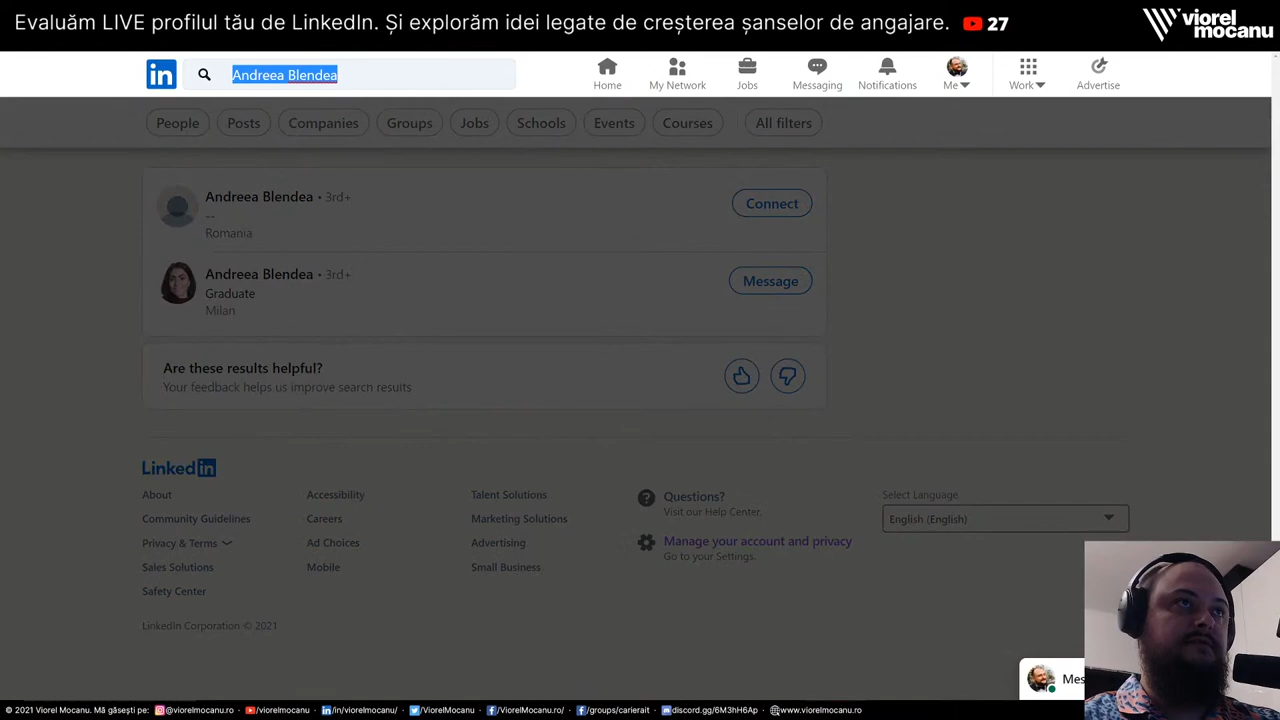 Evaluăm LIVE profilul tău de LinkedIn. Și explorăm idei legate de creșterea șanselor de angajare. 27
viorel
mocanu
in
Andreea Blendea
Home
My Network
Jobs
Messaging
Notifications
Me
Work
Advertise
People
Posts
Companies
Groups
Jobs
Schools
Events
Courses
All filters
Andreea Blendea • 3rd+
--
Romania
Connect
Andreea Blendea • 3rd+
Graduate
Milan
Message
Are these results helpful?
Your feedback helps us improve search results
LinkedIn
About
Community Guidelines
Privacy & Terms
Sales Solutions
Safety Center
Accessibility
Careers
Ad Choices
Mobile
Talent Solutions
Marketing Solutions
Advertising
Small Business
Questions?
Visit our Help Center.
Manage your account and privacy
Go to your Settings.
Select Language
English (English)
LinkedIn Corporation © 2021
Mes
© 2021 Viorel Mocanu. Mă găsești pe: @viorelmocanu.ro • /viorelmocanu • /in/viorelmocanu/ • /ViorelMocanu • /ViorelMocanu.ro/ • /groups/carierait • discord.gg/6M3hH6Ap • www.viorelmocanu.ro